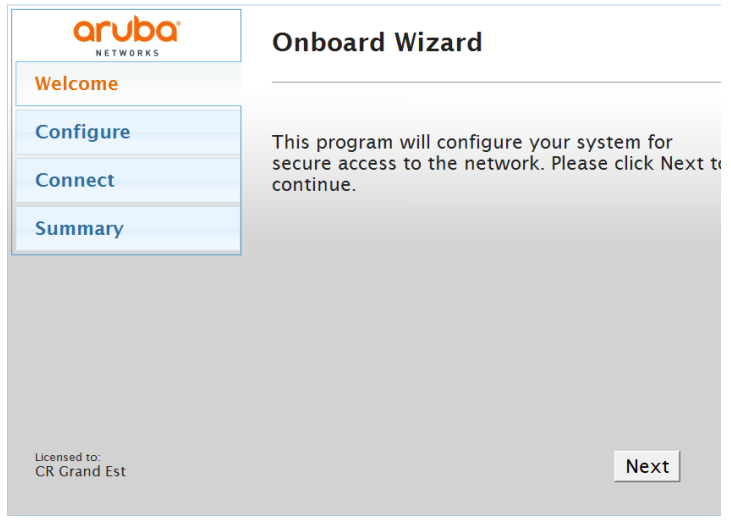 aruba
NETWORKS
Welcome
Configure
Connect
Summary
Onboard Wizard
This program will configure your system for
secure access to the network. Please click Next to
continue.
Licensed to:
CR Grand Est
Next